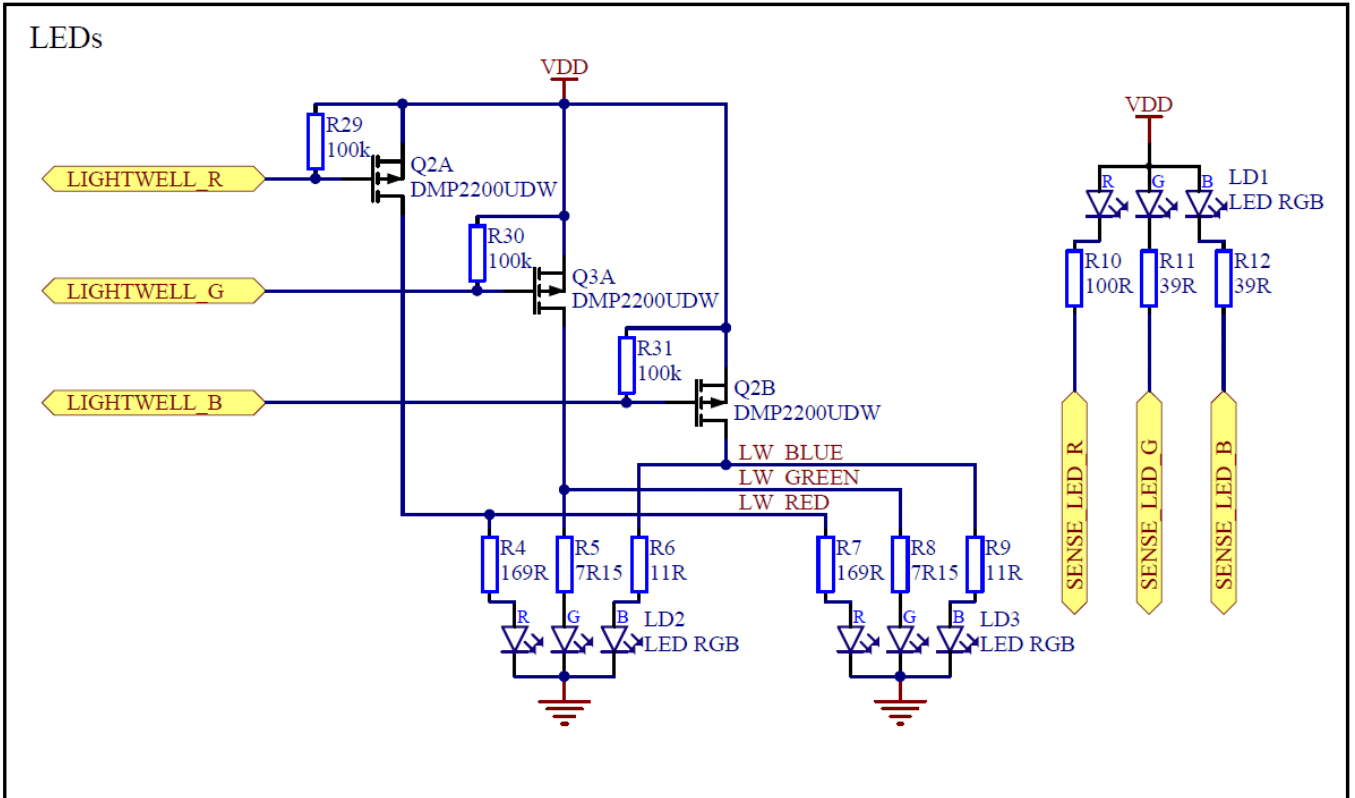 LEDs
VDD
R29
100k
Q2A
DMP2200UDW
LIGHTWELL_R
R30
100k
Q3A
DMP2200UDW
LIGHTWELL_G
R31
100k
Q2B
DMP2200UDW
LIGHTWELL_B
LW_BLUE
LW_GREEN
LW_RED
R4
169R
R5
7R15
R6
11R
R G B
LD2
LED RGB
R7
169R
R8
7R15
R9
11R
R G B
LD3
LED RGB
VDD
R G B
LD1
LED RGB
R10
100R
R11
39R
R12
39R
SENSE_LED_R
SENSE_LED_G
SENSE_LED_B